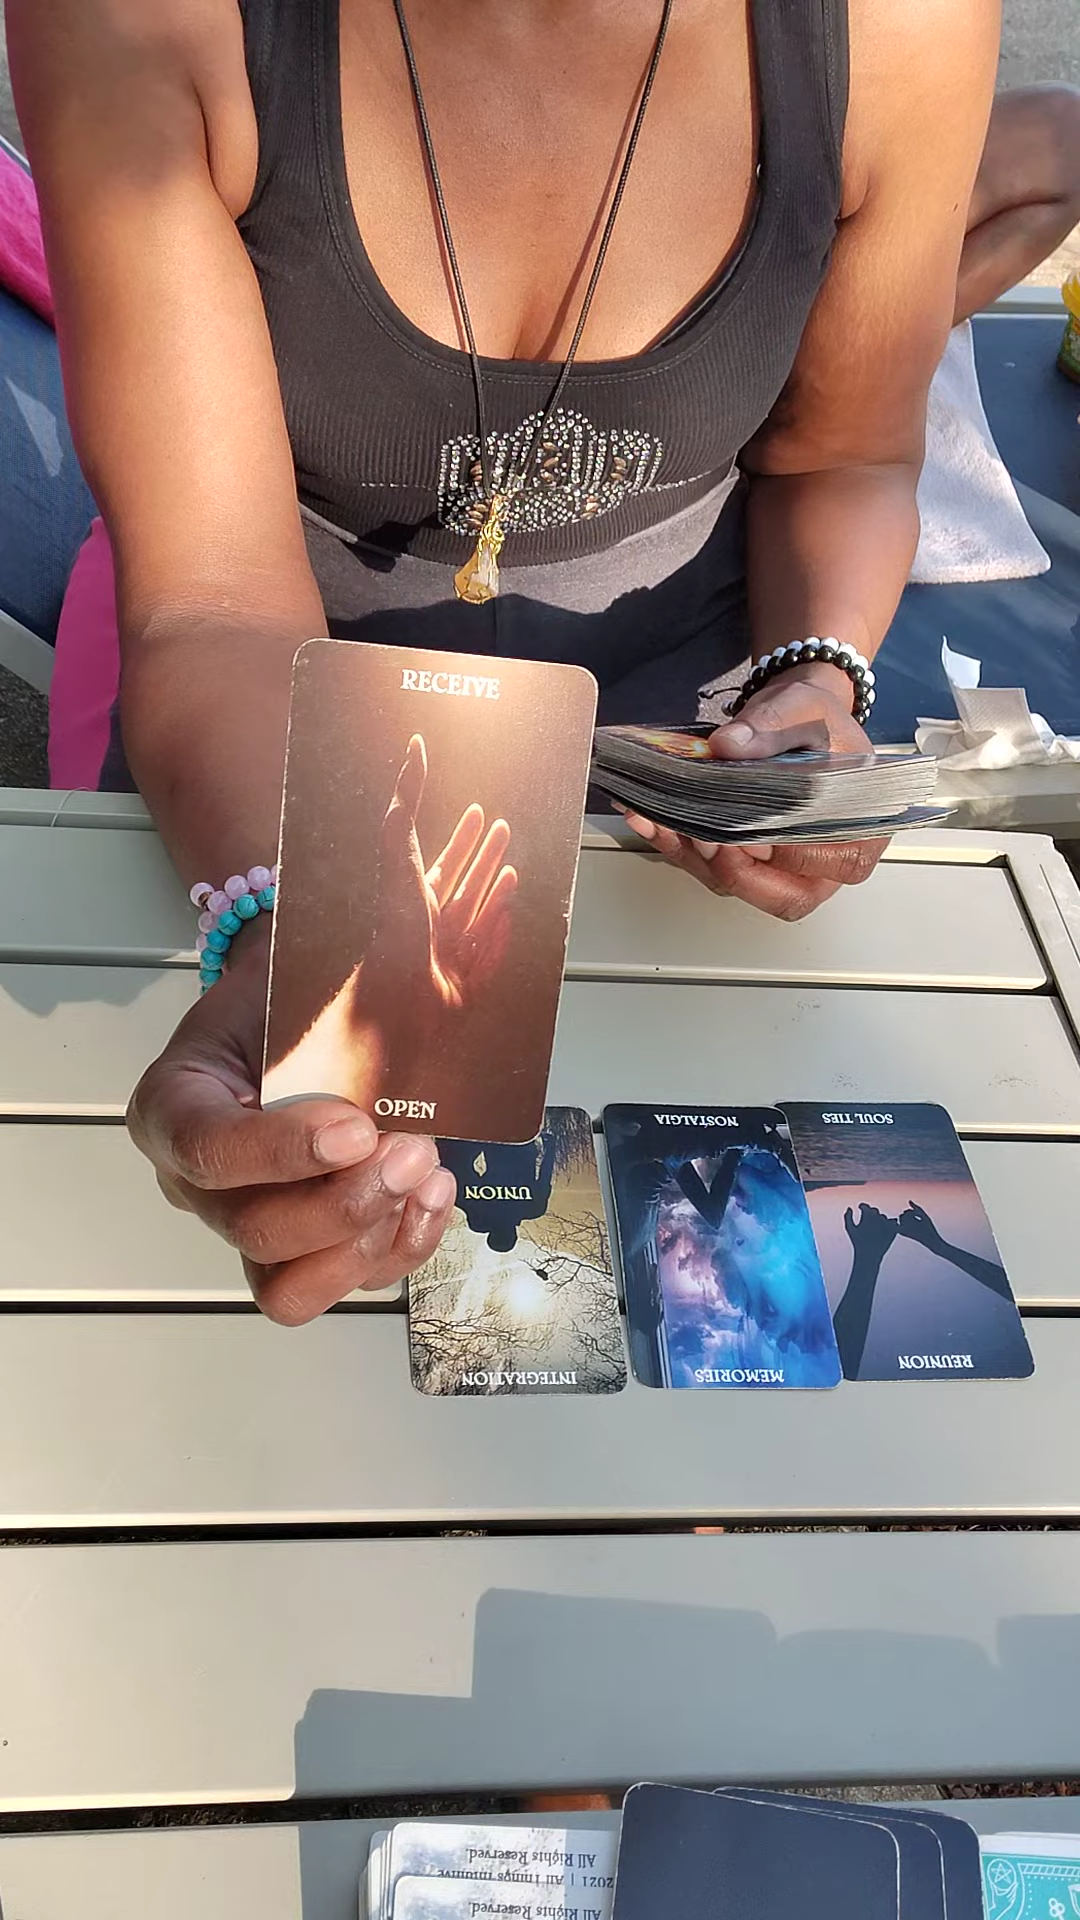 RECEIVE
OPEN
UNION
INTEGRATION
NOSTALGIA
MEMORIES
SOUL TIES
REUNION
All Rights Reserved.
2021 | All Things Intuitive
All Rights Reserved.